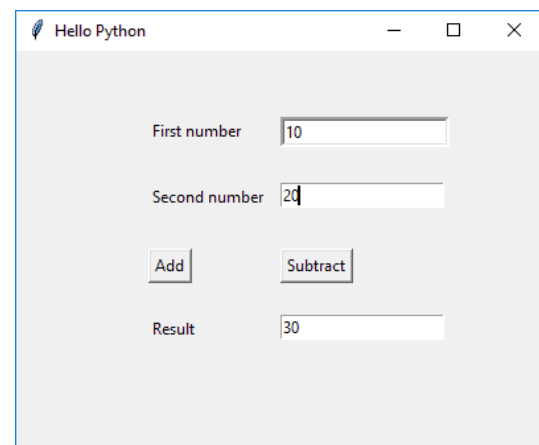 Hello Python
First number 10
Second number 20
Add Subtract
Result 30